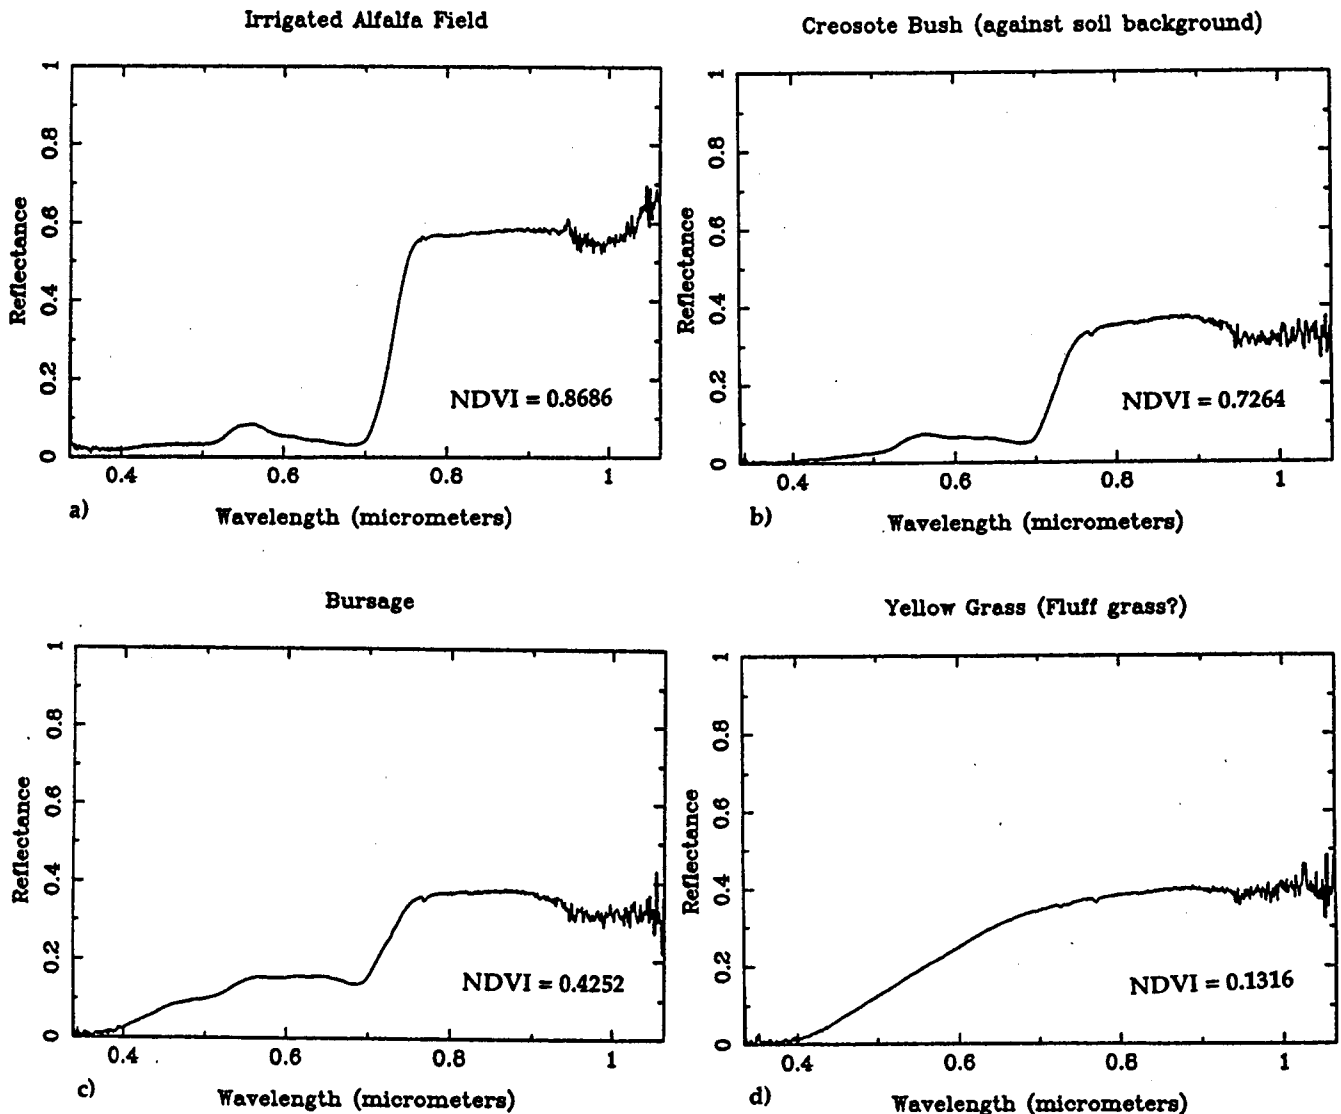 Irrigated Alfalfa Field
1
0.8
0.6
0.4
0.2
0
Reflectance
NDVI = 0.8686
0.4 0.6 0.8 1
a)
Wavelength (micrometers)
Creosote Bush (against soil background)
1
0.8
0.6
0.4
0.2
0
Reflectance
NDVI = 0.7264
0.4 0.6 0.8 1
b)
Wavelength (micrometers)
Bursage
1
0.8
0.6
0.4
0.2
0
Reflectance
NDVI = 0.4252
0.4 0.6 0.8 1
c)
Wavelength (micrometers)
Yellow Grass (Fluff grass?)
1
0.8
0.6
0.4
0.2
0
Reflectance
NDVI = 0.1316
0.4 0.6 0.8 1
d)
Wavelength (micrometers)